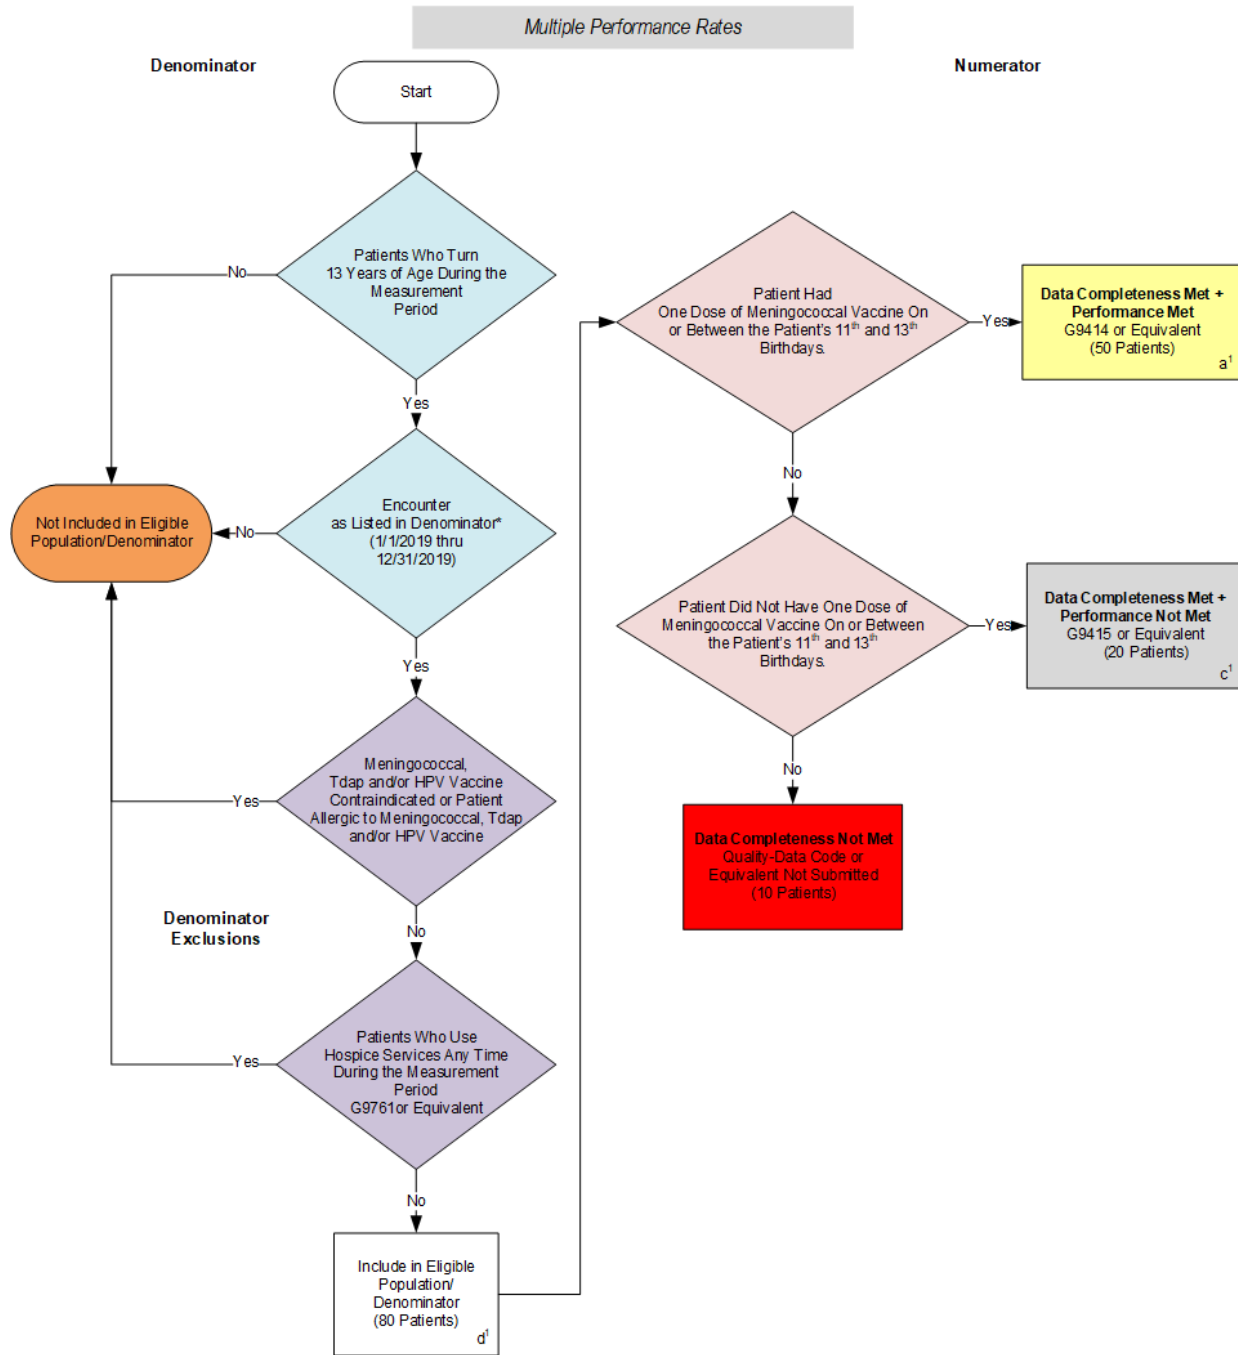 Multiple Performance Rates
Denominator
Numerator
Start
Patients Who Turn
13 Years of Age During the
Measurement
Period
No
Yes
Encounter
as Listed in Denominator*
(1/1/2019 thru
12/31/2019)
No
Not Included in Eligible
Population/Denominator
Yes
Meningococcal,
Tdap and/or HPV Vaccine
Contraindicated or Patient
Allergic to Meningococcal, Tdap
and/or HPV Vaccine
Yes
Denominator
Exclusions
No
Patients Who Use
Hospice Services Any Time
During the Measurement
Period
G9761or Equivalent
Yes
No
Include in Eligible
Population/
Denominator
(80 Patients)
d¹
Patient Had
One Dose of Meningococcal Vaccine On
or Between the Patient's 11th and 13th
Birthdays.
Yes
Data Completeness Met +
Performance Met
G9414 or Equivalent
(50 Patients)
a¹
No
Patient Did Not Have One Dose of
Meningococcal Vaccine On or Between
the Patient's 11th and 13th
Birthdays.
Yes
Data Completeness Met +
Performance Not Met
G9415 or Equivalent
(20 Patients)
c¹
No
Data Completeness Not Met
Quality-Data Code or
Equivalent Not Submitted
(10 Patients)